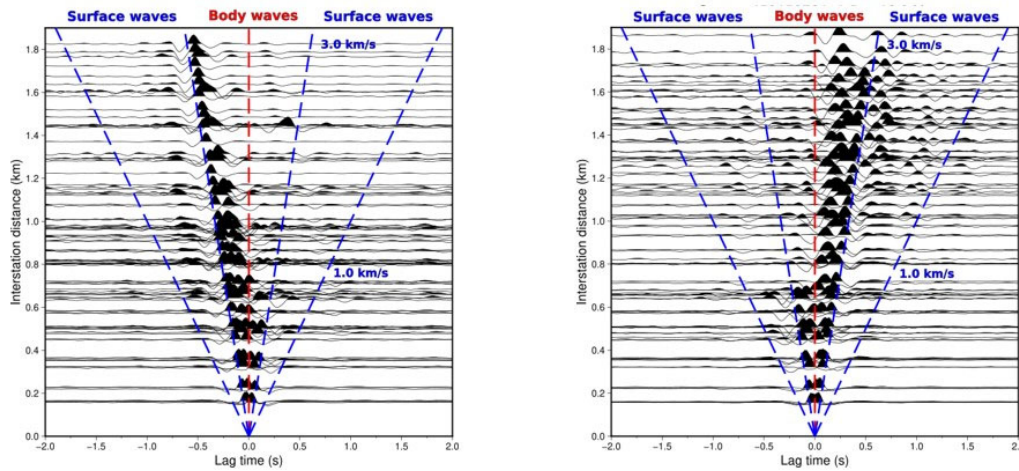 Surface waves Body waves Surface waves
3.0 km/s
1.0 km/s
Interstation distance (km)
1.8
1.6
1.4
1.2
1.0
0.8
0.6
0.4
0.2
0.0
-2.0 -1.5 -1.0 -0.5 0.0 0.5 1.0 1.5 2.0
Lag time (s)
Surface waves Body waves Surface waves
3.0 km/s
1.0 km/s
Interstation distance (km)
1.8
1.6
1.4
1.2
1.0
0.8
0.6
0.4
0.2
0.0
-2.0 -1.5 -1.0 -0.5 0.0 0.5 1.0 1.5
Lag time (s)